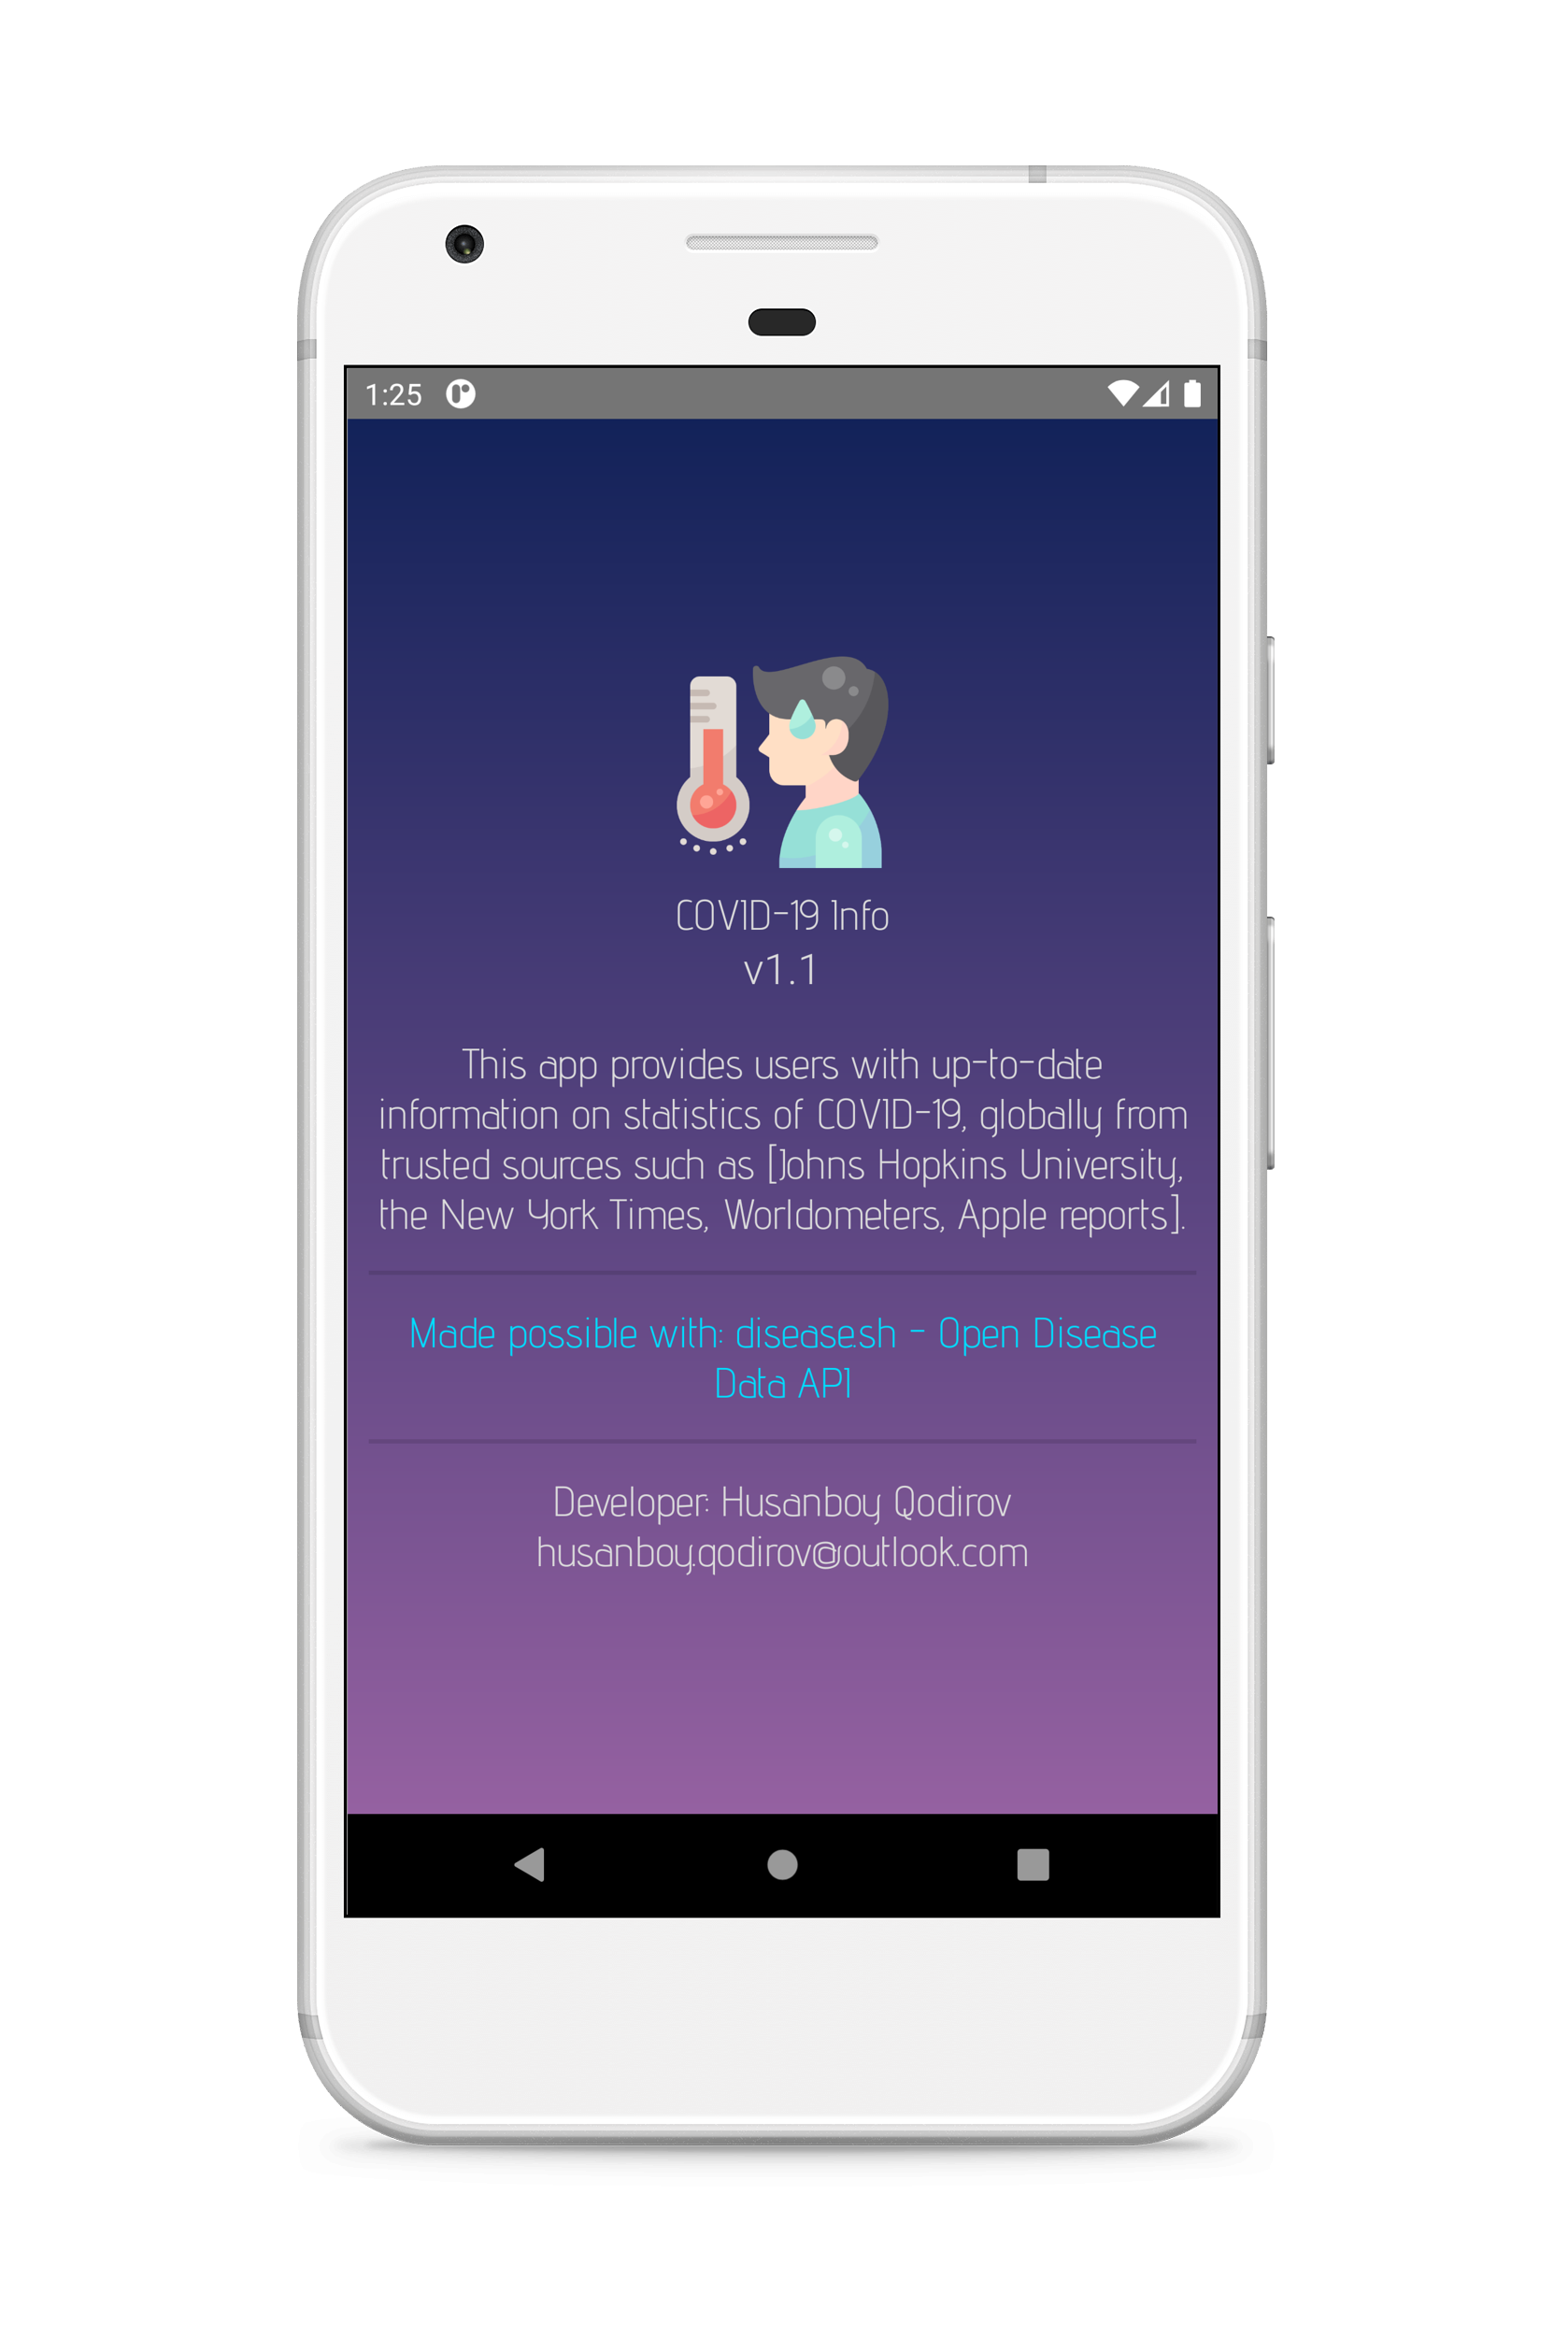 1:25
COVID-19 Info
v1.1
This app provides users with up-to-date
information on statistics of COVID-19, globally from
trusted sources such as [Johns Hopkins University,
the New York Times, Worldometers, Apple reports].
Made possible with: disease.sh - Open Disease
Data API
Developer: Husanboy Qodirov
husanboy.qodirov@outlook.com